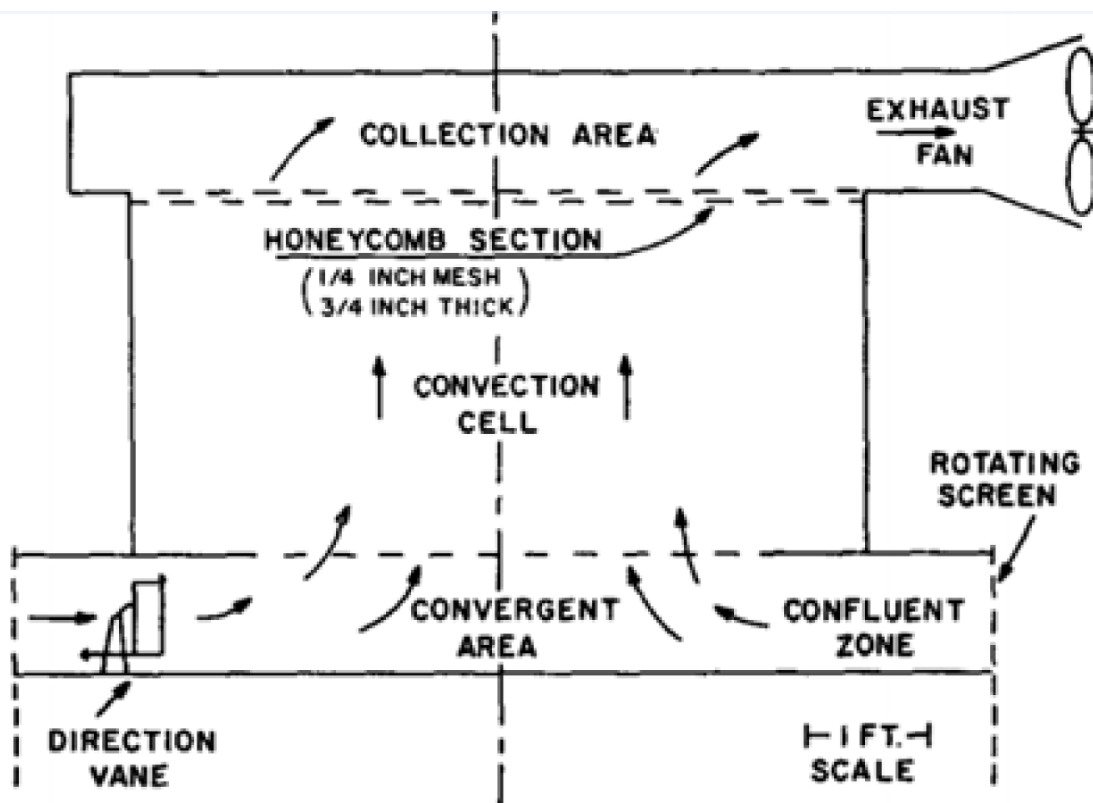 EXHAUST
FAN
COLLECTION AREA
HONEYCOMB SECTION
(1/4 INCH MESH
3/4 INCH THICK)
CONVECTION
CELL
ROTATING
SCREEN
CONVERGENT
AREA
CONFLUENT
ZONE
DIRECTION
VANE
1 FT.
SCALE